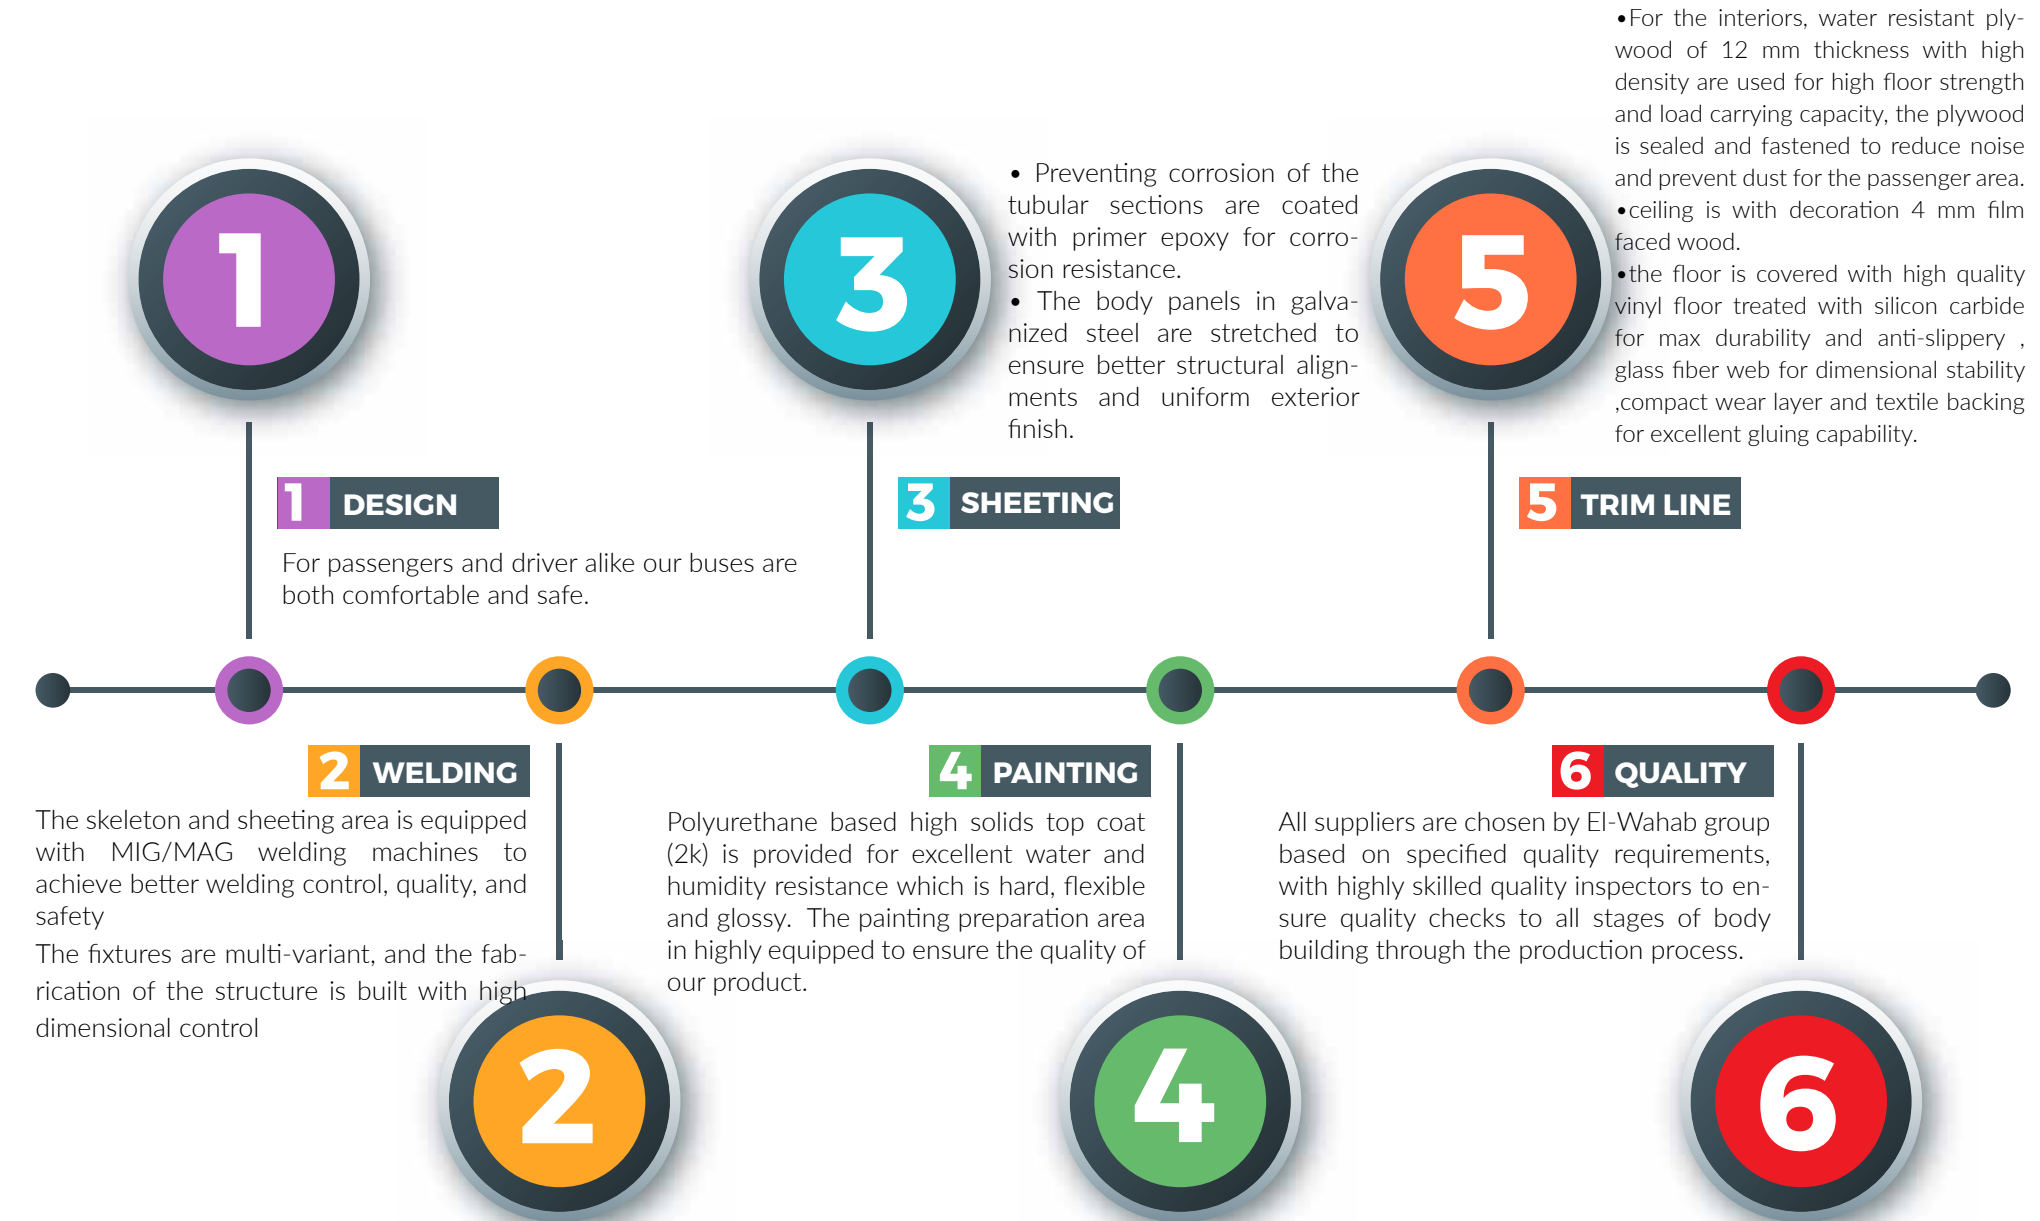 1
1 DESIGN
For passengers and driver alike our buses are
both comfortable and safe.
2 WELDING
The skeleton and sheeting area is equipped
with MIG/MAG welding machines to
achieve better welding control, quality, and
safety
The fixtures are multi-variant, and the fab-
rication of the structure is built with high
dimensional control
2
3
• Preventing corrosion of the
tubular sections are coated
with primer epoxy for corro-
sion resistance.
• The body panels in galva-
nized steel are stretched to
ensure better structural align-
ments and uniform exterior
finish.
3 SHEETING
4 PAINTING
Polyurethane based high solids top coat
(2k) is provided for excellent water and
humidity resistance which is hard, flexible
and glossy. The painting preparation area
in highly equipped to ensure the quality of
our product.
4
5
•For the interiors, water resistant ply-
wood of 12 mm thickness with high
density are used for high floor strength
and load carrying capacity, the plywood
is sealed and fastened to reduce noise
and prevent dust for the passenger area.
•ceiling is with decoration 4 mm film
faced wood.
•the floor is covered with high quality
vinyl floor treated with silicon carbide
for max durability and anti-slippery ,
glass fiber web for dimensional stability
,compact wear layer and textile backing
for excellent gluing capability.
5 TRIM LINE
6 QUALITY
All suppliers are chosen by El-Wahab group
based on specified quality requirements,
with highly skilled quality inspectors to en-
sure quality checks to all stages of body
building through the production process.
6